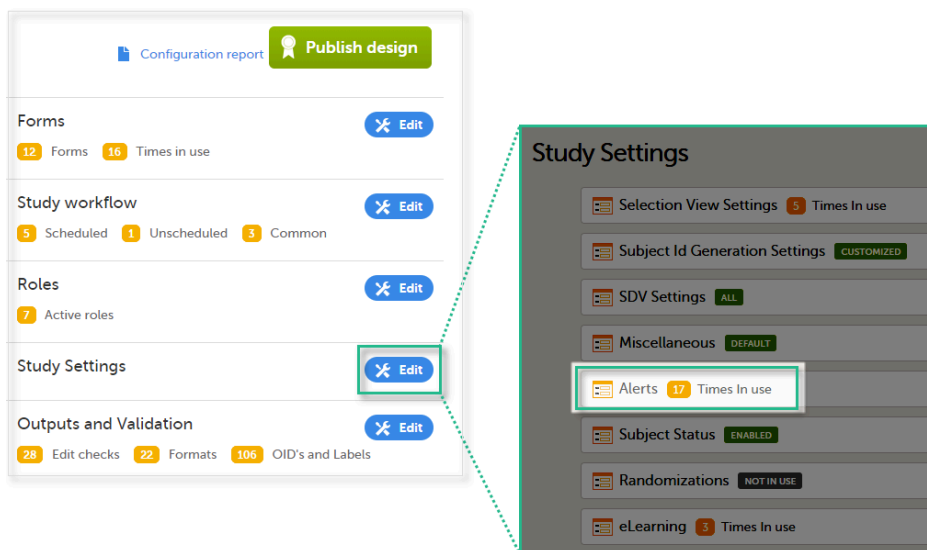 Configuration report
Publish design
Forms
Edit
12 Forms 16 Times in use
Study workflow
Edit
5 Scheduled 1 Unscheduled 3 Common
Roles
Edit
7 Active roles
Study Settings
Edit
Outputs and Validation
Edit
28 Edit checks 22 Formats 106 OID's and Labels
Study Settings
Selection View Settings 5 Times In use
Subject Id Generation Settings CUSTOMIZED
SDV Settings ALL
Miscellaneous DEFAULT
Alerts 17 Times In use
Subject Status ENABLED
Randomizations NOT IN USE
eLearning 3 Times In use